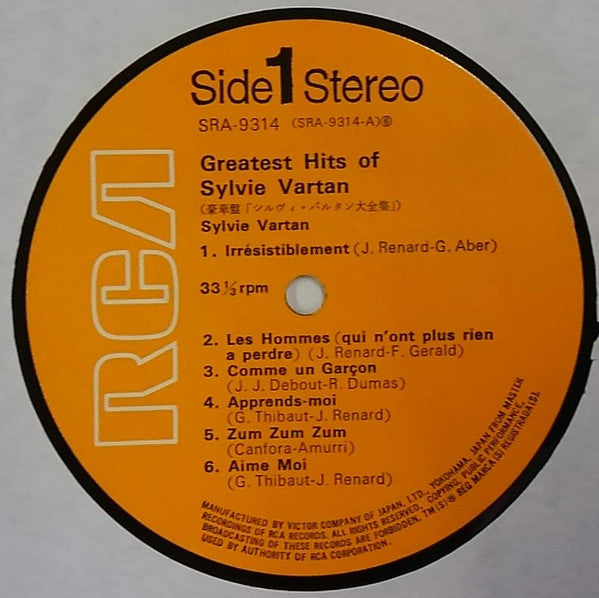 Side 1 Stereo
SRA-9314 (SRA-9314-A)⑥
Greatest Hits of
Sylvie Vartan
(豪華盤「シルヴィ・バルタン大全集」)
Sylvie Vartan
1. Irrésistiblement (J. Renard-G. Aber)
33 1/3 rpm
2. Les Hommes (qui n'ont plus rien
a perdre) (J. Renard-F. Gerald)
3. Comme un Garçon
(J. J. Debout-R. Dumas)
4. Apprends-moi
(G. Thibaut-J. Renard)
5. Zum Zum Zum
(Canfora-Amurri)
6. Aime Moi
(G. Thibaut-J. Renard)
RCA
MANUFACTURED BY VICTOR COMPANY OF JAPAN, LTD., YOKOHAMA, JAPAN FROM MASTER
RECORDINGS OF RCA RECORDS. ALL RIGHTS RESERVED. COPYING, PUBLIC PERFORMANCE,
BROADCASTING OF THESE RECORDS ARE FORBIDDEN. TM(S)® REG MARCA(S) REGISTRADA(S).
USED BY AUTHORITY OF RCA CORPORATION.